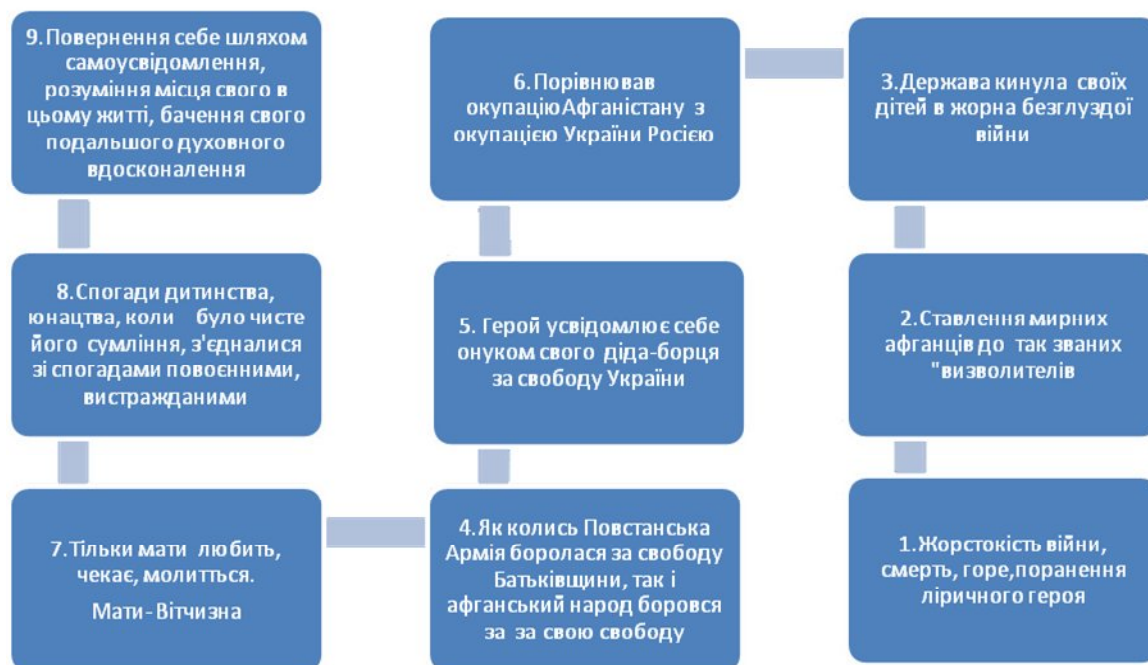 9.Повернення себе шляхом
самоусвідомлення,
розуміння місця свого в
цьому житті, бачення свого
подальшого духовного
вдосконалення
6.Порівнював
окупаціюАфганістану з
окупацією України Росією
3.Держава кинула своїх
дітей в жорна безглуздої
війни
8.Спогади дитинства,
юнацтва, коли було чисте
його сумління, з'єдналися
зі спогадами повоєнними,
вистражданими
5. Герой усвідомлює себе
онуком свого діда-борця
за свободу України
2.Ставлення мирних
афганців до так званих
"визволителів
7.Тільки мати любить,
чекає, молитться.
Мати- Вітчизна
4.Як колись Повстанська
Армія боролася за свободу
Батьківщини, так і
афганський народ боровся
за за свою свободу
1.Жорстокість війни,
смерть, горе,поранення
ліричного героя